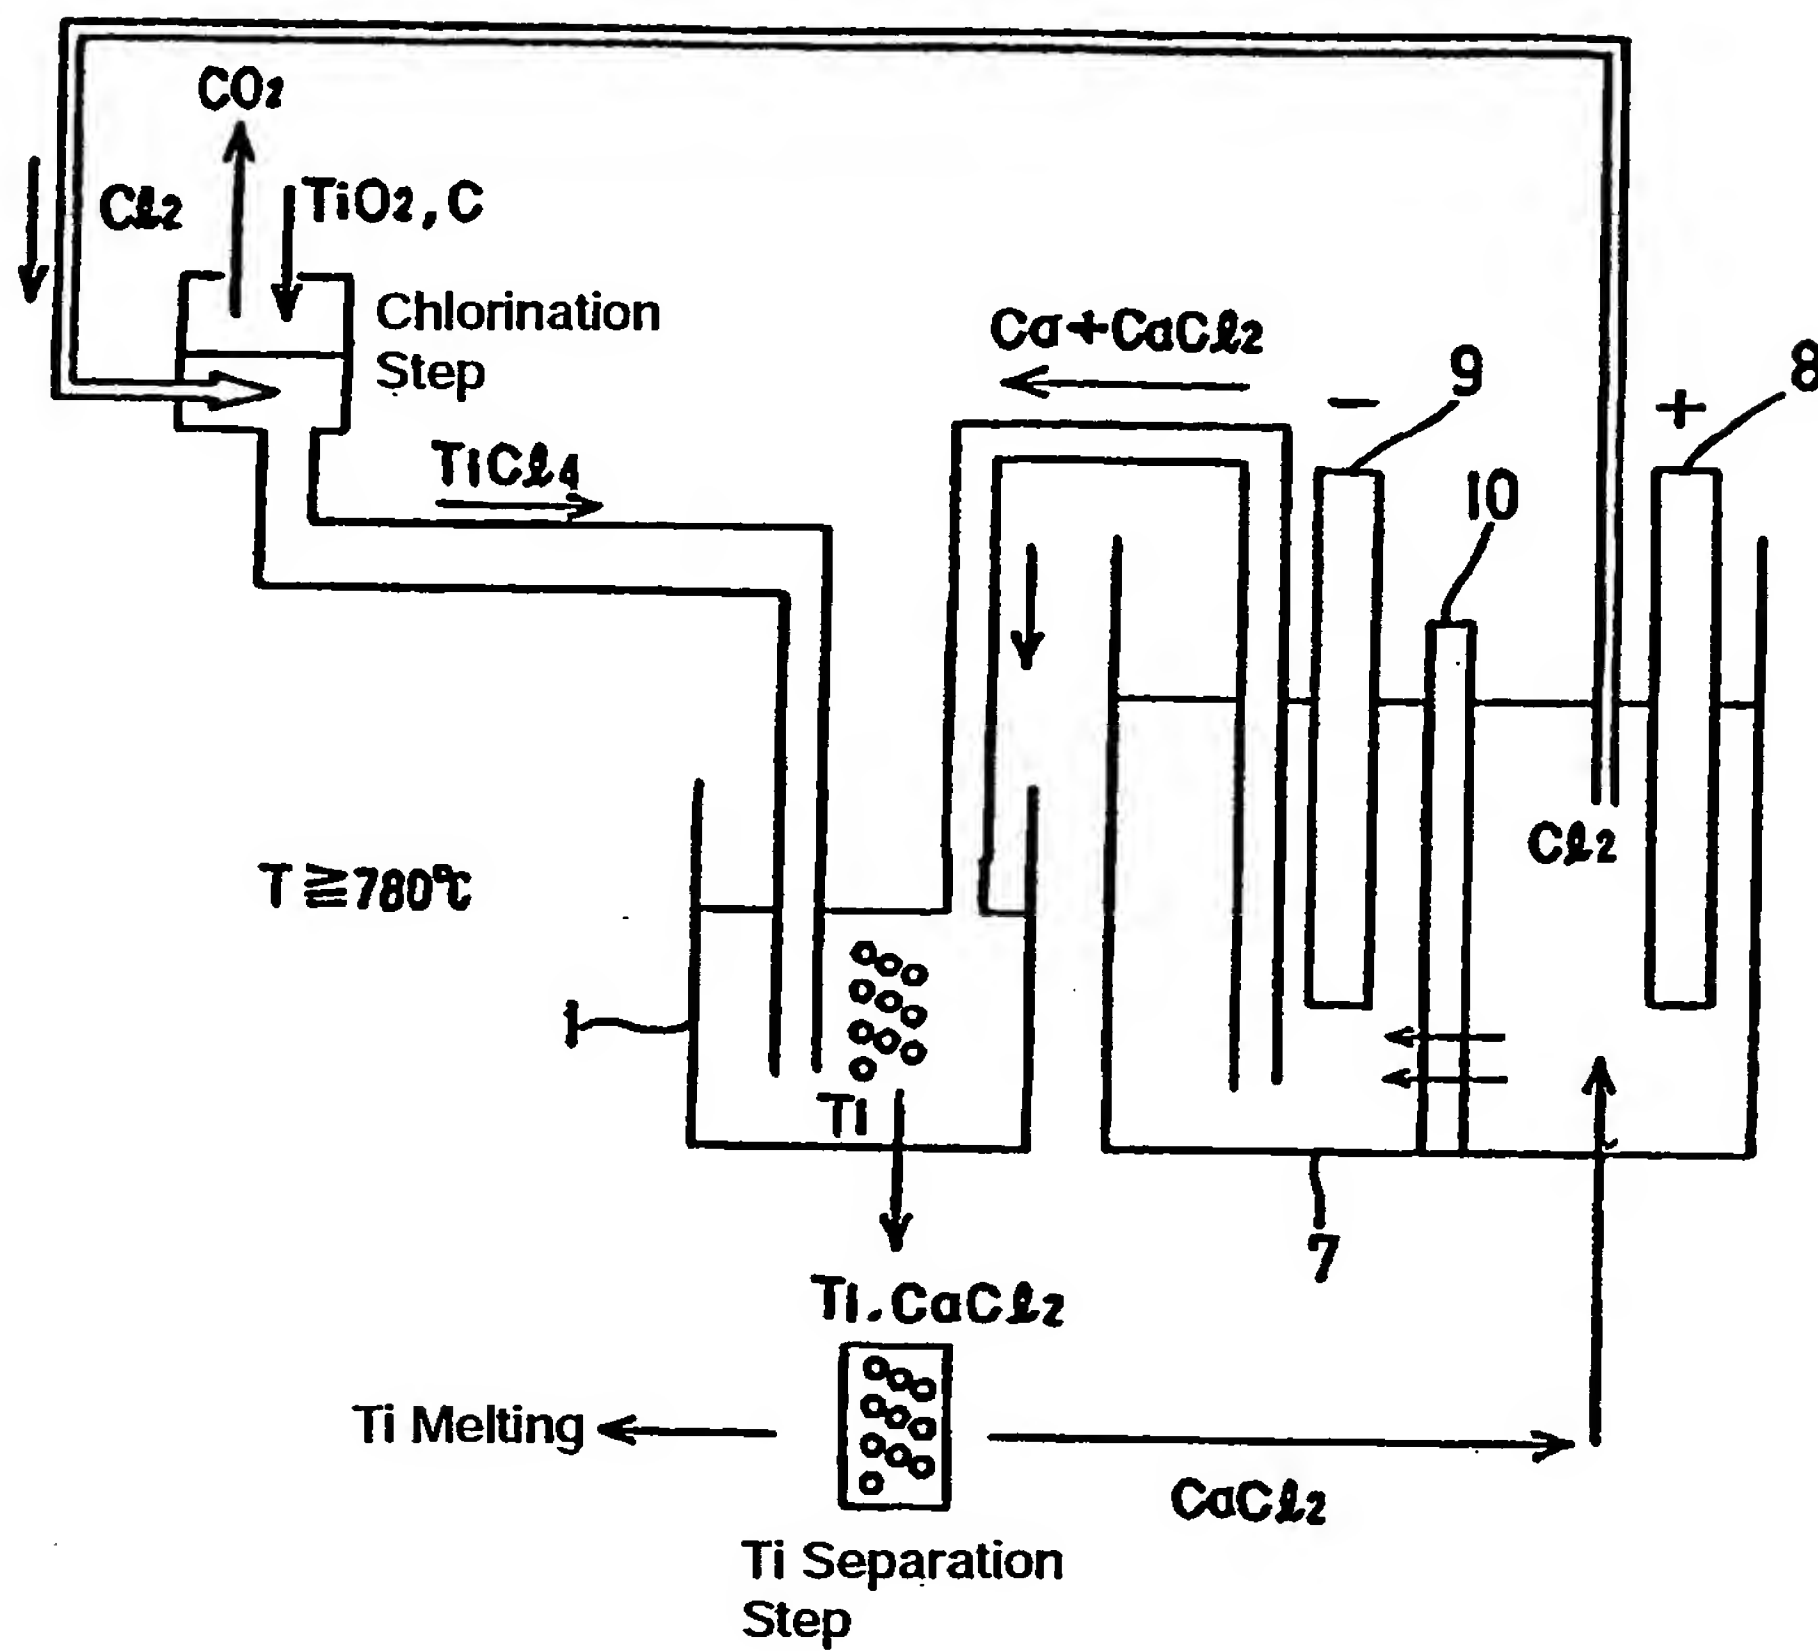 CO2
Cl2
TiO2, C
Chlorination
Step
TiCl4
Ca+CaCl2
−
9
+
8
10
Cl2
T ≧ 780℃
1
Ti
7
Ti.CaCl2
Ti Melting
CaCl2
Ti Separation
Step